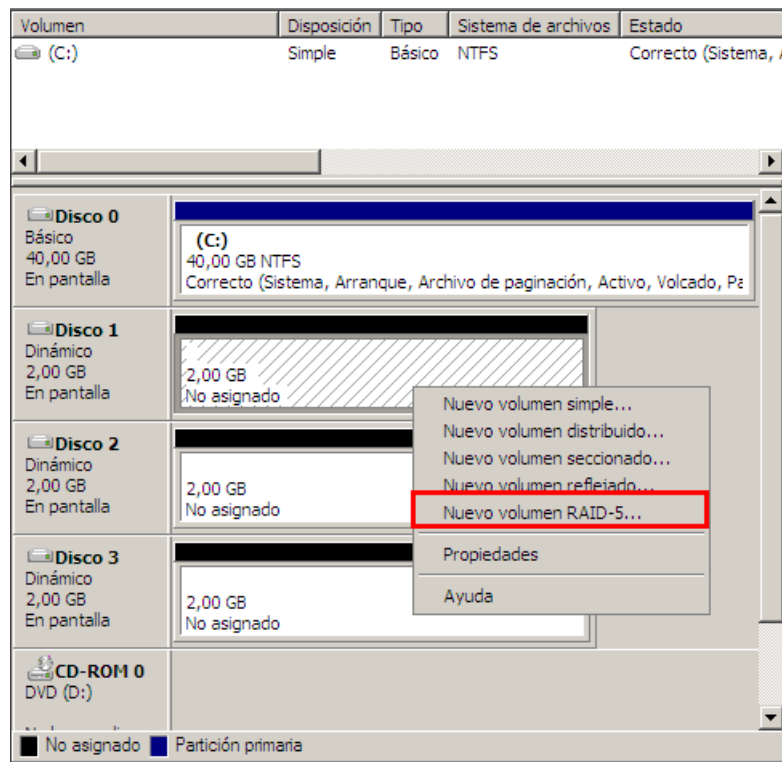 Volumen Disposición Tipo Sistema de archivos Estado
(C:) Simple Básico NTFS Correcto (Sistema,
Disco 0
Básico
40,00 GB
En pantalla
(C:)
40,00 GB NTFS
Correcto (Sistema, Arranque, Archivo de paginación, Activo, Volcado,
Disco 1
Dinámico
2,00 GB
En pantalla
2,00 GB
No asignado
Nuevo volumen simple...
Nuevo volumen distribuido...
Nuevo volumen seccionado...
Nuevo volumen reflejado...
Nuevo volumen RAID-5...
Propiedades
Ayuda
Disco 2
Dinámico
2,00 GB
En pantalla
2,00 GB
No asignado
Disco 3
Dinámico
2,00 GB
En pantalla
2,00 GB
No asignado
CD-ROM 0
DVD (D:)
No asignado Partición primaria